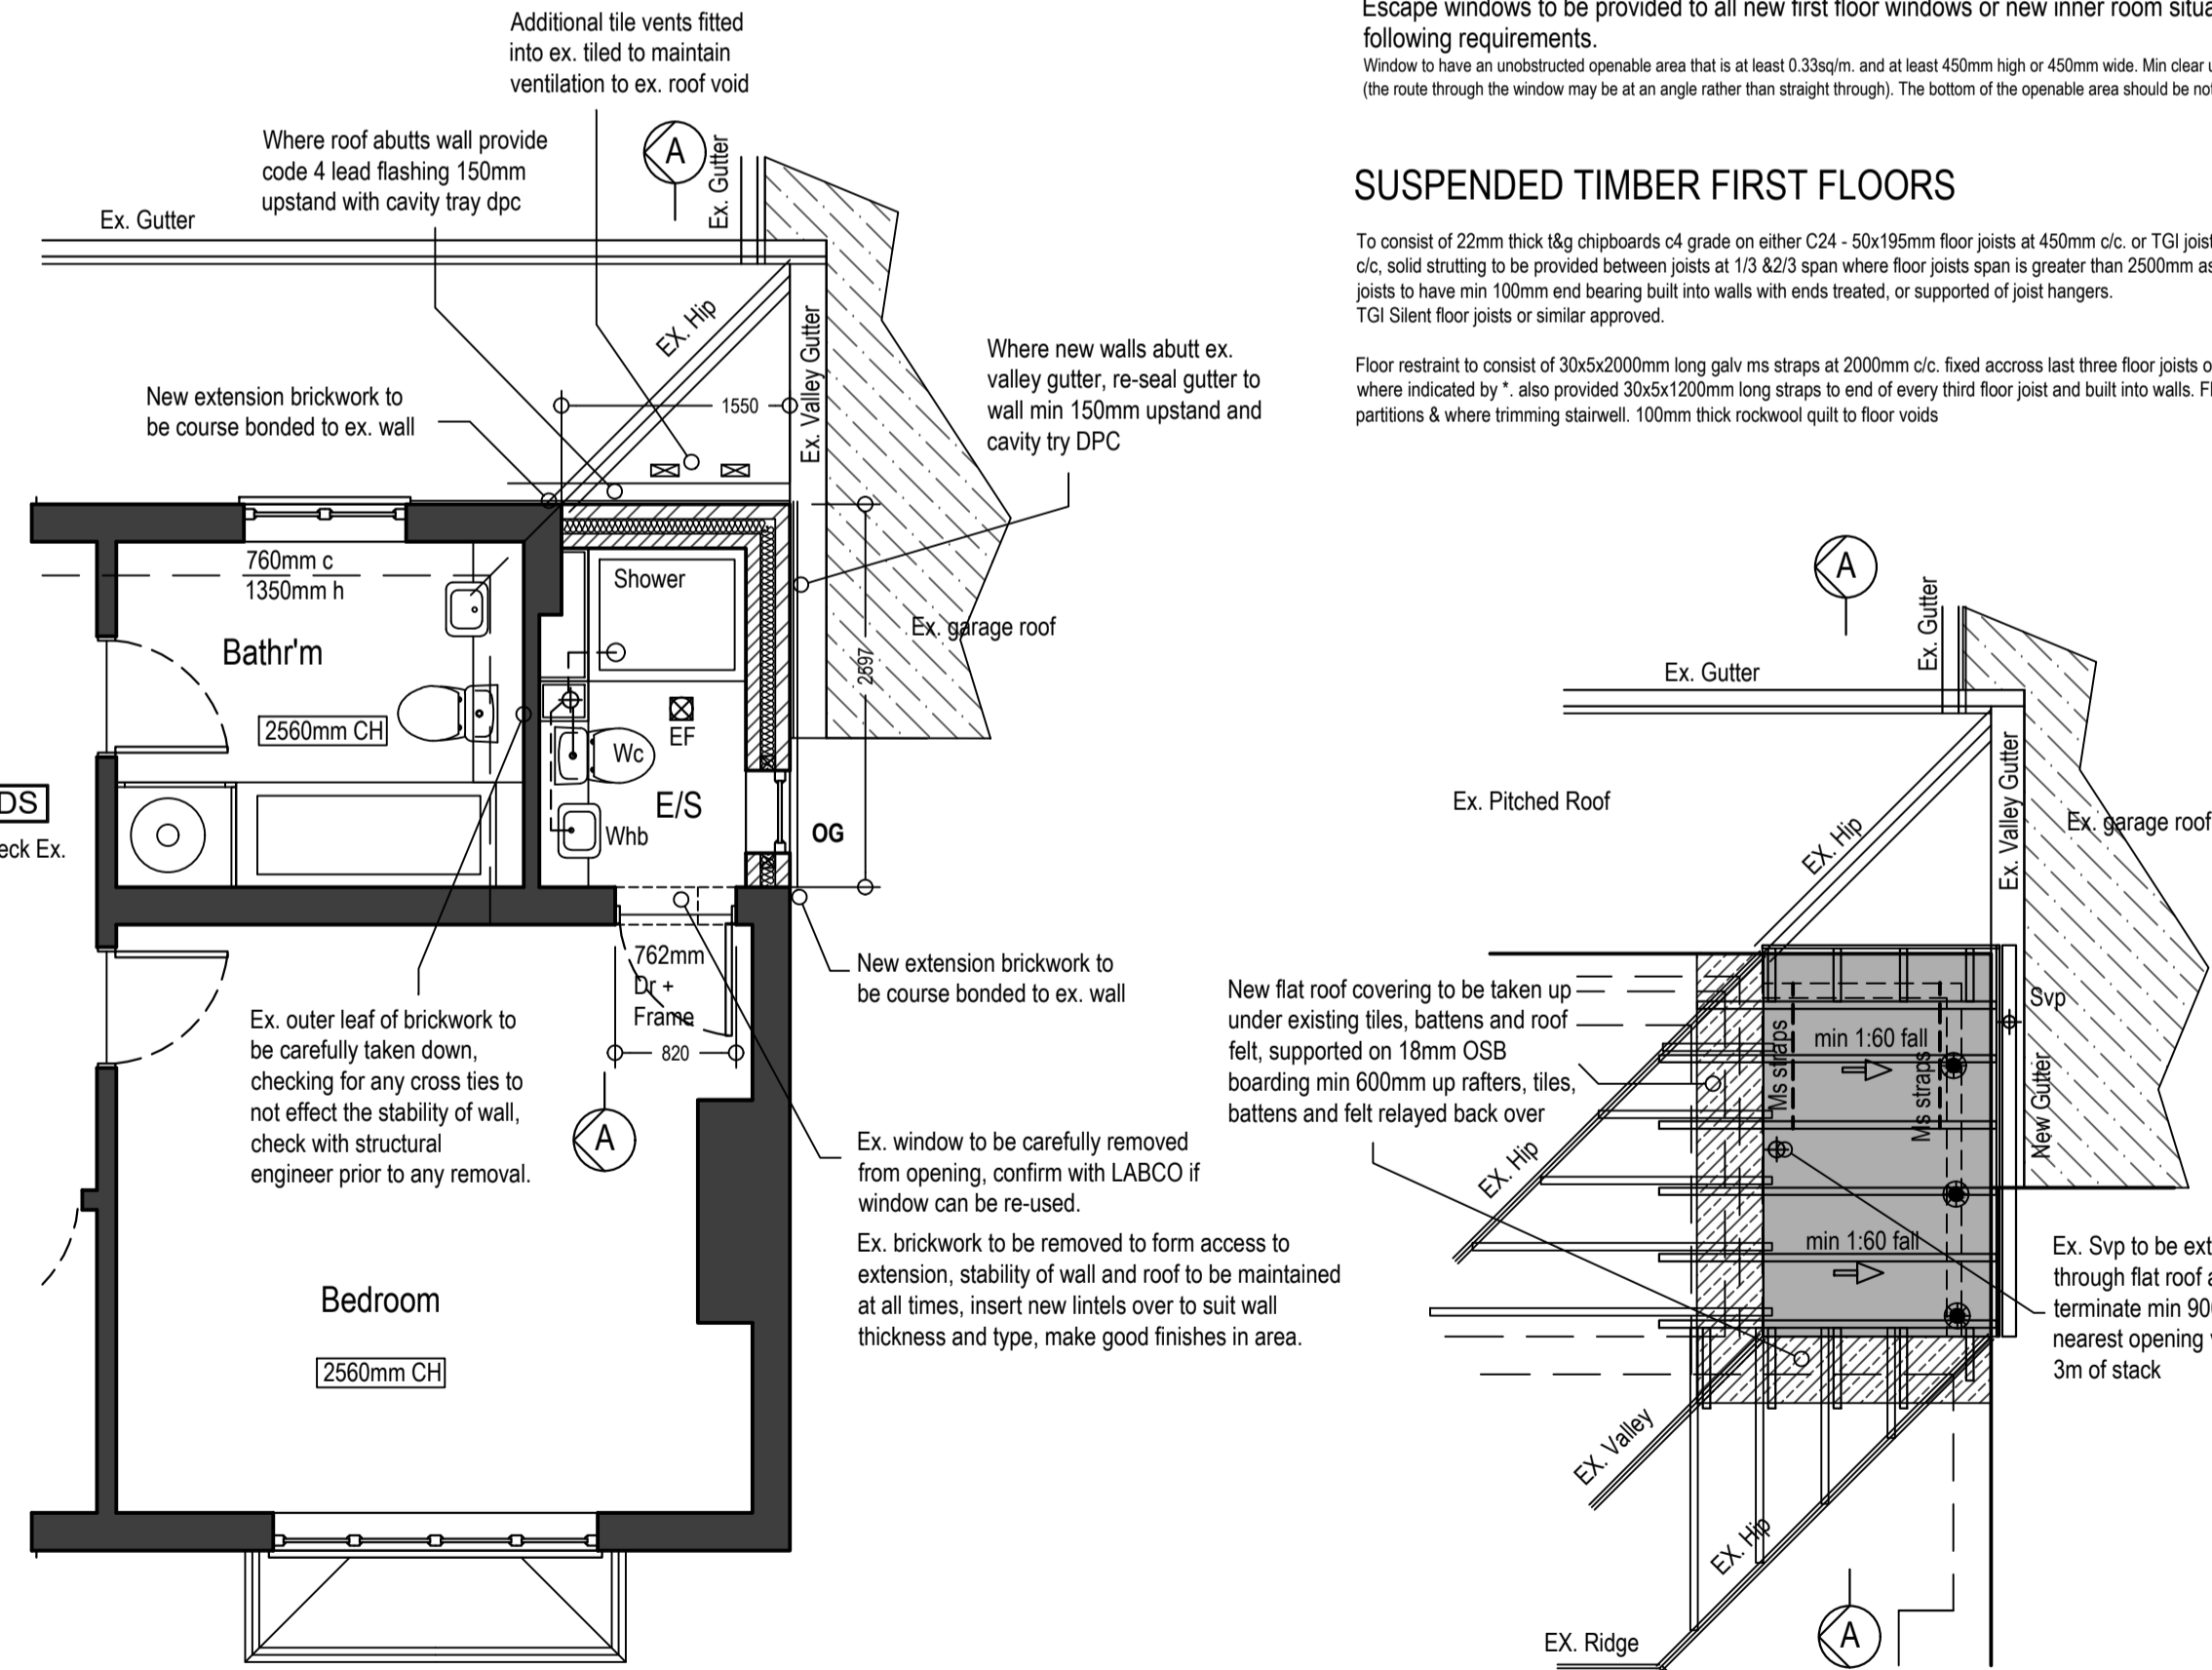 Additional tile vents fitted
into ex. tiled to maintain
ventilation to ex. roof void
Where roof abutts wall provide
code 4 lead flashing 150mm
upstand with cavity tray dpc
A
Ex. Gutter
Ex. Gutter
EX. Hip
Ex. Valley Gutter
1550
New extension brickwork to
be course bonded to ex. wall
Where new walls abutt ex.
valley gutter, re-seal gutter to
wall min 150mm upstand and
cavity try DPC
760mm c
1350mm h
Shower
Ex. garage roof
2697
Bathr'm
2560mm CH
EF
Wc
E/S
Whb
OG
DS
eck Ex.
762mm
Dr +
Frame
820
New extension brickwork to
be course bonded to ex. wall
Ex. outer leaf of brickwork to
be carefully taken down,
checking for any cross ties to
not effect the stability of wall,
check with structural
engineer prior to any removal.
A
Ex. window to be carefully removed
from opening, confirm with LABCO if
window can be re-used.
Ex. brickwork to be removed to form access to
extension, stability of wall and roof to be maintained
at all times, insert new lintels over to suit wall
thickness and type, make good finishes in area.
Bedroom
2560mm CH
Escape windows to be provided to all new first floor windows or new inner room situa
following requirements.
Window to have an unobstructed openable area that is at least 0.33sq/m. and at least 450mm high or 450mm wide. Min clear
(the route through the window may be at an angle rather than straight through). The bottom of the openable area should be not
SUSPENDED TIMBER FIRST FLOORS
To consist of 22mm thick t&g chipboards c4 grade on either C24 - 50x195mm floor joists at 450mm c/c. or TGI joist
c/c, solid strutting to be provided between joists at 1/3 &2/3 span where floor joists span is greater than 2500mm as
joists to have min 100mm end bearing built into walls with ends treated, or supported of joist hangers.
TGI Silent floor joists or similar approved.
Floor restraint to consist of 30x5x2000mm long galv ms straps at 2000mm c/c. fixed accross last three floor joists o
where indicated by *. also provided 30x5x1200mm long straps to end of every third floor joist and built into walls. Fl
partitions & where trimming stairwell. 100mm thick rockwool quilt to floor voids
A
Ex. Gutter
Ex. Gutter
Ex. Pitched Roof
EX. Hip
Ex. Valley Gutter
Ex. garage roof
New flat roof covering to be taken up
under existing tiles, battens and roof
felt, supported on 18mm OSB
boarding min 600mm up rafters, tiles,
battens and felt relayed back over
Svp
min 1:60 fall
Ms straps
Ms straps
New Gutter
EX. Hip
min 1:60 fall
Ex. Svp to be ext
through flat roof a
terminate min 90
nearest opening
3m of stack
EX. Valley
EX. Hip
EX. Ridge
A